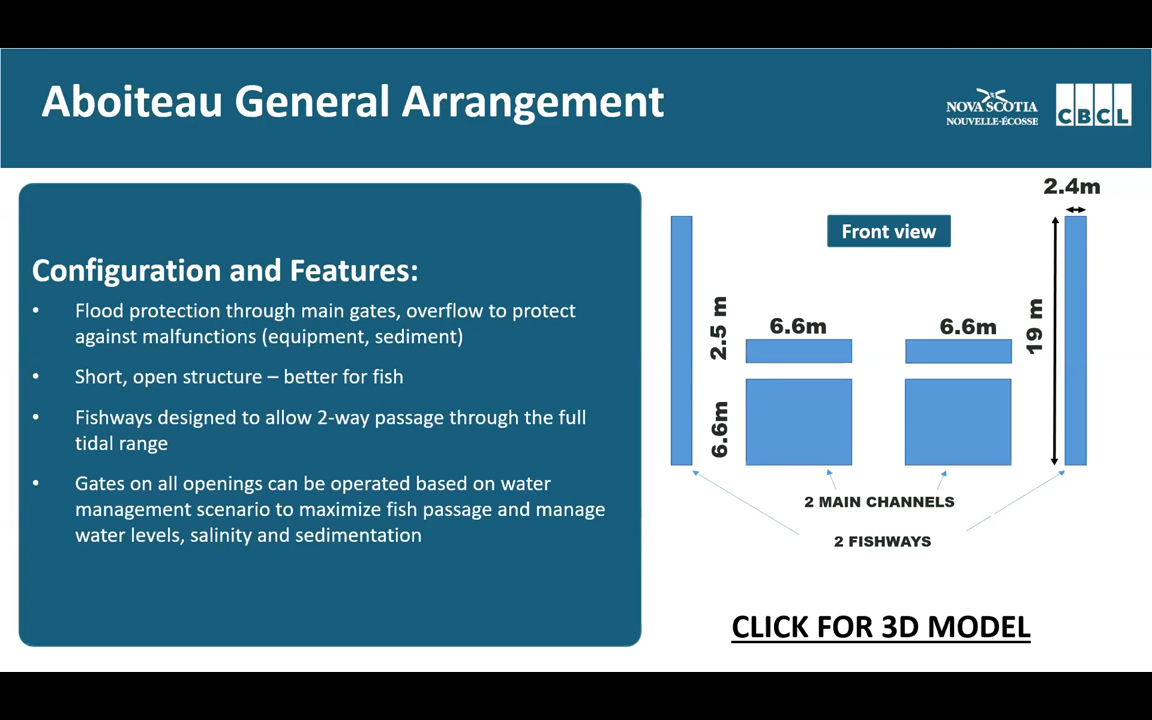 Aboiteau General Arrangement
NOVA SCOTIA
NOUVELLE-ÉCOSSE
CBCL
Configuration and Features:
• Flood protection through main gates, overflow to protect
against malfunctions (equipment, sediment)
• Short, open structure – better for fish
• Fishways designed to allow 2-way passage through the full
tidal range
• Gates on all openings can be operated based on water
management scenario to maximize fish passage and manage
water levels, salinity and sedimentation
2.4m
Front view
2.5 m
6.6m
6.6m
19 m
6.6m
2 MAIN CHANNELS
2 FISHWAYS
CLICK FOR 3D MODEL